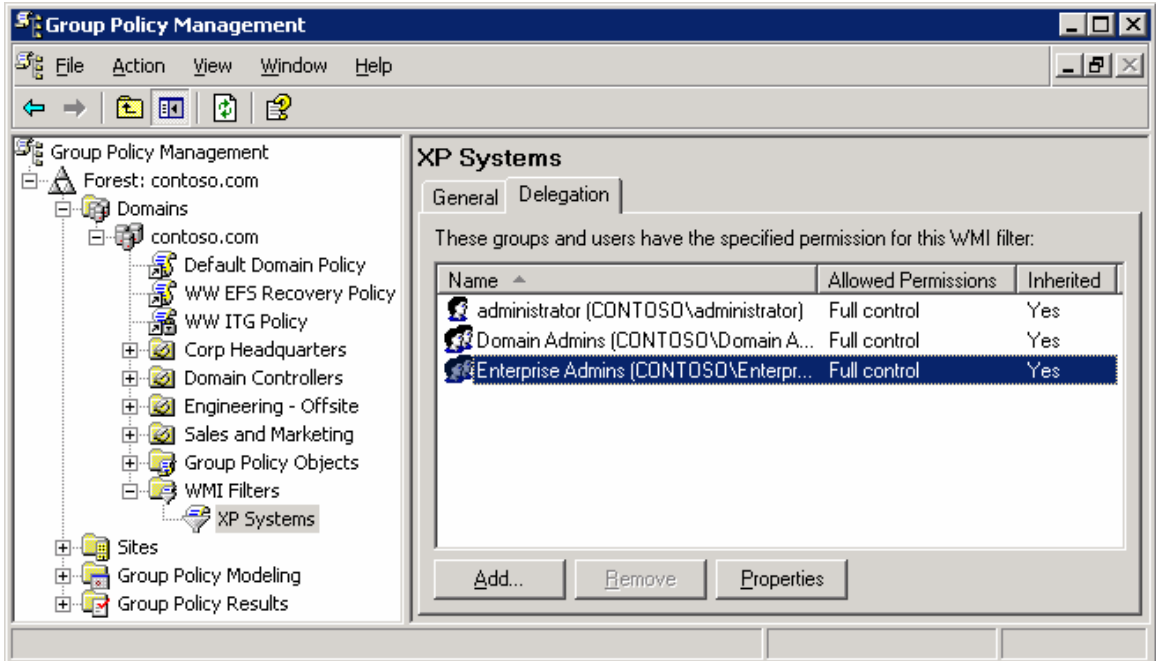 Group Policy Management
File Action View Window Help
Group Policy Management
Forest: contoso.com
Domains
contoso.com
Default Domain Policy
WW EFS Recovery Policy
WW ITG Policy
Corp Headquarters
Domain Controllers
Engineering - Offsite
Sales and Marketing
Group Policy Objects
WMI Filters
XP Systems
Sites
Group Policy Modeling
Group Policy Results
XP Systems
General Delegation
These groups and users have the specified permission for this WMI filter:
Name Allowed Permissions Inherited
administrator (CONTOSO\administrator) Full control Yes
Domain Admins (CONTOSO\Domain A... Full control Yes
Enterprise Admins (CONTOSO\Enterpr... Full control Yes
Add... Remove Properties